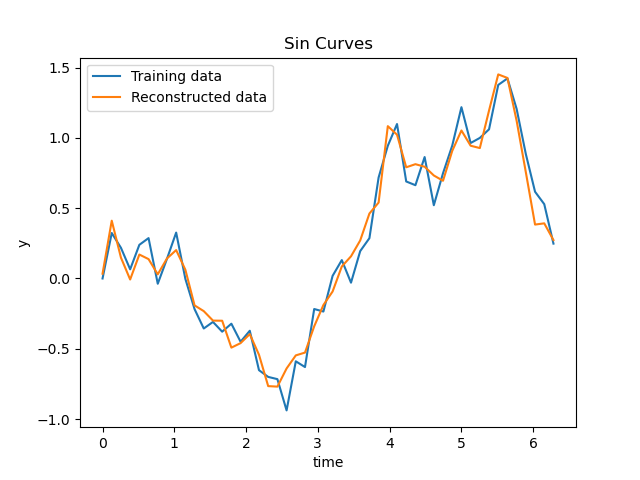 Sin Curves
Training data
Reconstructed data
1.5
1.0
0.5
0.0
−0.5
−1.0
y
0 1 2 3 4 5 6
time